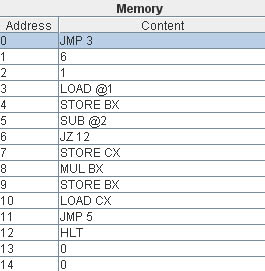 Memory
Address Content
0 JMP 3
1 6
2 1
3 LOAD @1
4 STORE BX
5 SUB @2
6 JZ 12
7 STORE CX
8 MUL BX
9 STORE BX
10 LOAD CX
11 JMP 5
12 HLT
13 0
14 0